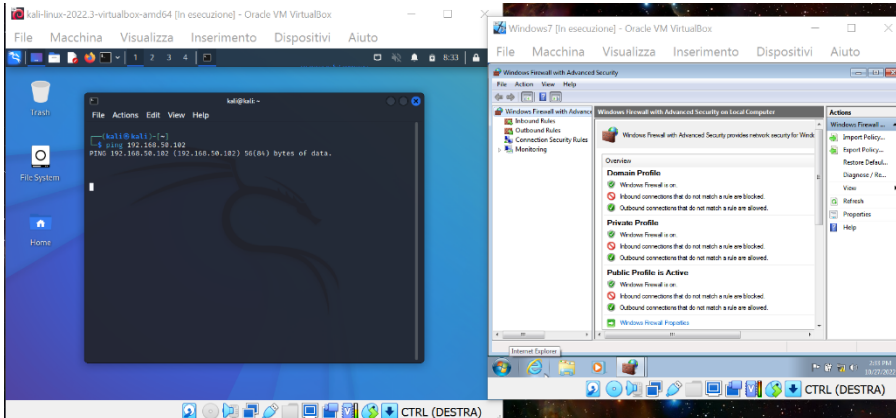 kali-linux-2022.3-virtualbox-amd64 [In esecuzione] - Oracle VM VirtualBox
File Macchina Visualizza Inserimento Dispositivi Aiuto
1 2 3 4
8:33
Trash
File System
Home
kali@kali: ~
File Actions Edit View Help
(kali㉿kali)-[~]
$ ping 192.168.50.102
PING 192.168.50.102 (192.168.50.102) 56(84) bytes of data.
CTRL (DESTRA)
Windows7 [In esecuzione] - Oracle VM VirtualBox
File Macchina Visualizza Inserimento Dispositivi Aiuto
Windows Firewall with Advanced Security
File Action View Help
Windows Firewall with Advance
Inbound Rules
Outbound Rules
Connection Security Rules
Monitoring
Windows Firewall with Advanced Security on Local Computer
Windows Firewall with Advanced Security provides network security for Wind
Overview
Domain Profile
Windows Firewall is on.
Inbound connections that do not match a rule are blocked.
Outbound connections that do not match a rule are allowed.
Private Profile
Windows Firewall is on.
Inbound connections that do not match a rule are blocked.
Outbound connections that do not match a rule are allowed.
Public Profile is Active
Windows Firewall is on.
Inbound connections that do not match a rule are blocked.
Outbound connections that do not match a rule are allowed.
Windows Firewall Properties
Actions
Windows Firewall ...
Import Policy...
Export Policy...
Restore Defaul...
Diagnose / Re...
View
Refresh
Properties
Help
Internet Explorer
10/27/2022
CTRL (DESTRA)